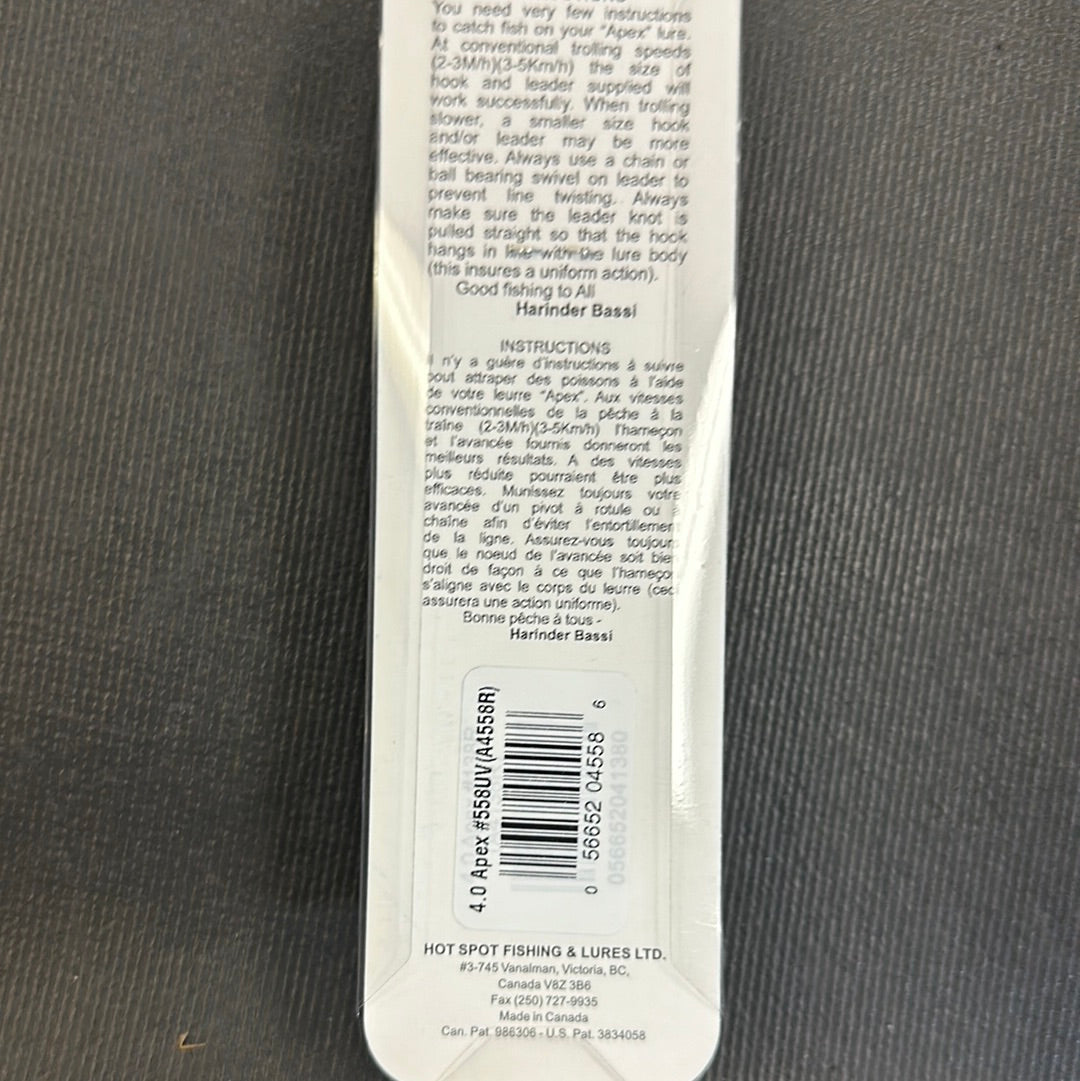 You need very few instructions
to catch fish on your "Apex" lure.
At conventional trolling speeds
(2-3M/h)(3-5Km/h) the size of
hook and leader supplied will
work successfully. When trolling
slower, a smaller size hook
and/or leader may be more
effective. Always use a chain or
ball bearing swivel on leader to
prevent line twisting. Always
make sure the leader knot is
pulled straight so that the hook
hangs in line with the lure body
(this insures a uniform action).
Good fishing to All
Harinder Bassi
INSTRUCTIONS
Il n'y a guère d'instructions à suivre
pout attraper des poissons à l'aide
de votre leurre "Apex". Aux vitesses
conventionnelles de la pêche à la
traîne (2-3M/h)(3-5Km/h) l'hameçon
et l'avancée fournis donneront les
meilleurs résultats. A des vitesses
plus réduite pourraient être plus
efficaces. Munissez toujours votre
avancée d'un pivot à rotule ou à
chaîne afin d'éviter l'entortillemen
de la ligne. Assurez-vous toujour
que le noeud de l'avancée soit bie
droit de façon à ce que l'hameço
s'aligne avec le corps du leurre (ceci
assurera une action uniforme).
Bonne pêche à tous -
Harinder Bassi
4.0 Apex #558UV(A4558R)
0 56652 04558 6
056652041380
HOT SPOT FISHING & LURES LTD.
#3-745 Vanalman, Victoria, BC,
Canada V8Z 3B6
Fax (250) 727-9935
Made in Canada
Can. Pat. 986306 - U.S. Pat. 3834058